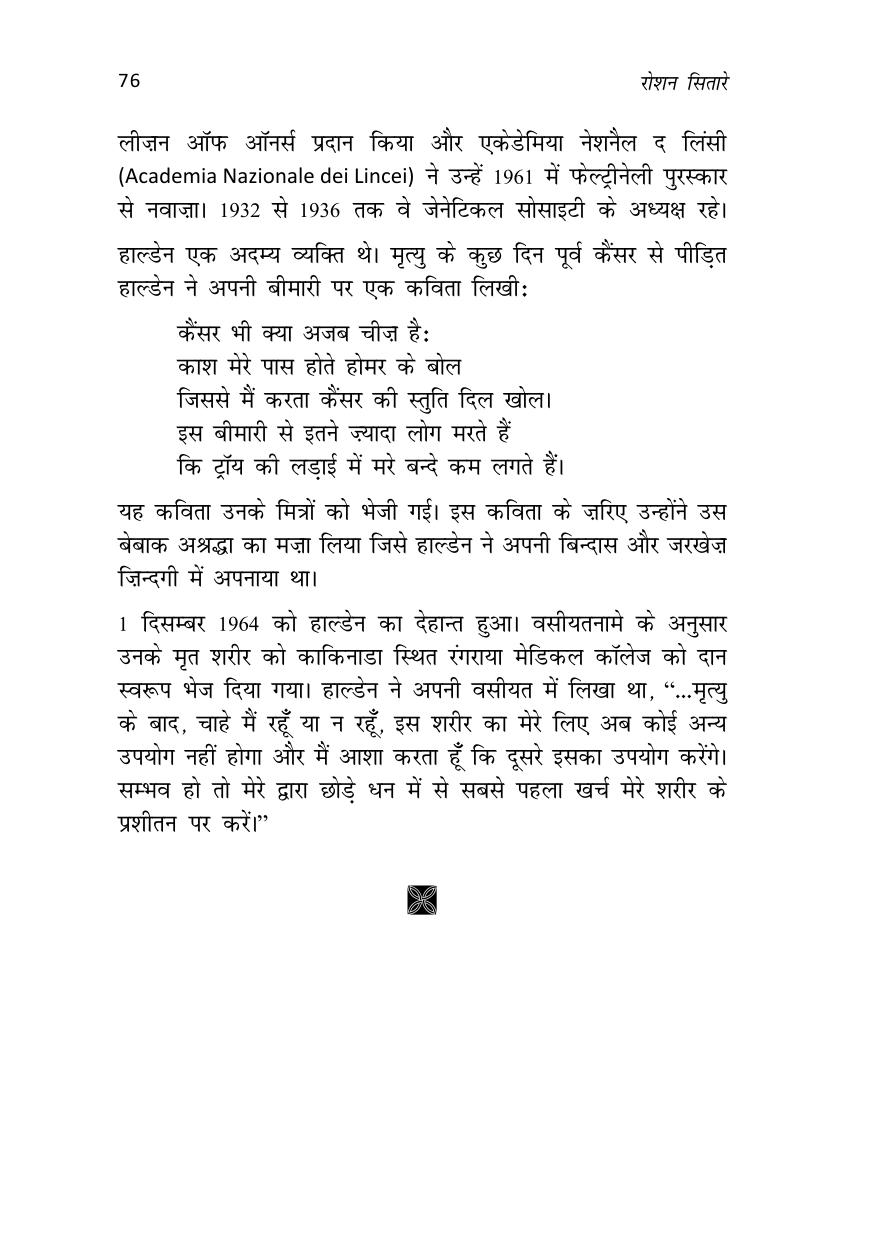 76 रोशन सितारे
लीज़न ऑफ ऑनर्स प्रदान किया और एकेडेमिया नेशनैल द लिंसी
(Academia Nazionale dei Lincei) ने उन्हें 1961 में फेल्ट्रीनेली पुरस्कार
से नवाज़ा। 1932 से 1936 तक वे जेनेटिकल सोसाइटी के अध्यक्ष रहे।
हाल्डेन एक अदम्य व्यक्ति थे। मृत्यु के कुछ दिन पूर्व कैंसर से पीड़ित
हाल्डेन ने अपनी बीमारी पर एक कविता लिखी:
कैंसर भी क्या अजब चीज़ है:
काश मेरे पास होते होमर के बोल
जिससे मैं करता कैंसर की स्तुति दिल खोल।
इस बीमारी से इतने ज़्यादा लोग मरते हैं
कि ट्रॉय की लड़ाई में मरे बन्दे कम लगते हैं।
यह कविता उनके मित्रों को भेजी गई। इस कविता के ज़रिए उन्होंने उस
बेबाक अश्रद्धा का मज़ा लिया जिसे हाल्डेन ने अपनी बिन्दास और जरखेज़
ज़िन्दगी में अपनाया था।
1 दिसम्बर 1964 को हाल्डेन का देहान्त हुआ। वसीयतनामे के अनुसार
उनके मृत शरीर को काकिनाडा स्थित रंगराया मेडिकल कॉलेज को दान
स्वरूप भेज दिया गया। हाल्डेन ने अपनी वसीयत में लिखा था, “...मृत्यु
के बाद, चाहे मैं रहूँ या न रहूँ, इस शरीर का मेरे लिए अब कोई अन्य
उपयोग नहीं होगा और मैं आशा करता हूँ कि दूसरे इसका उपयोग करेंगे।
सम्भव हो तो मेरे द्वारा छोड़े धन में से सबसे पहला खर्च मेरे शरीर के
प्रशीतन पर करें।”